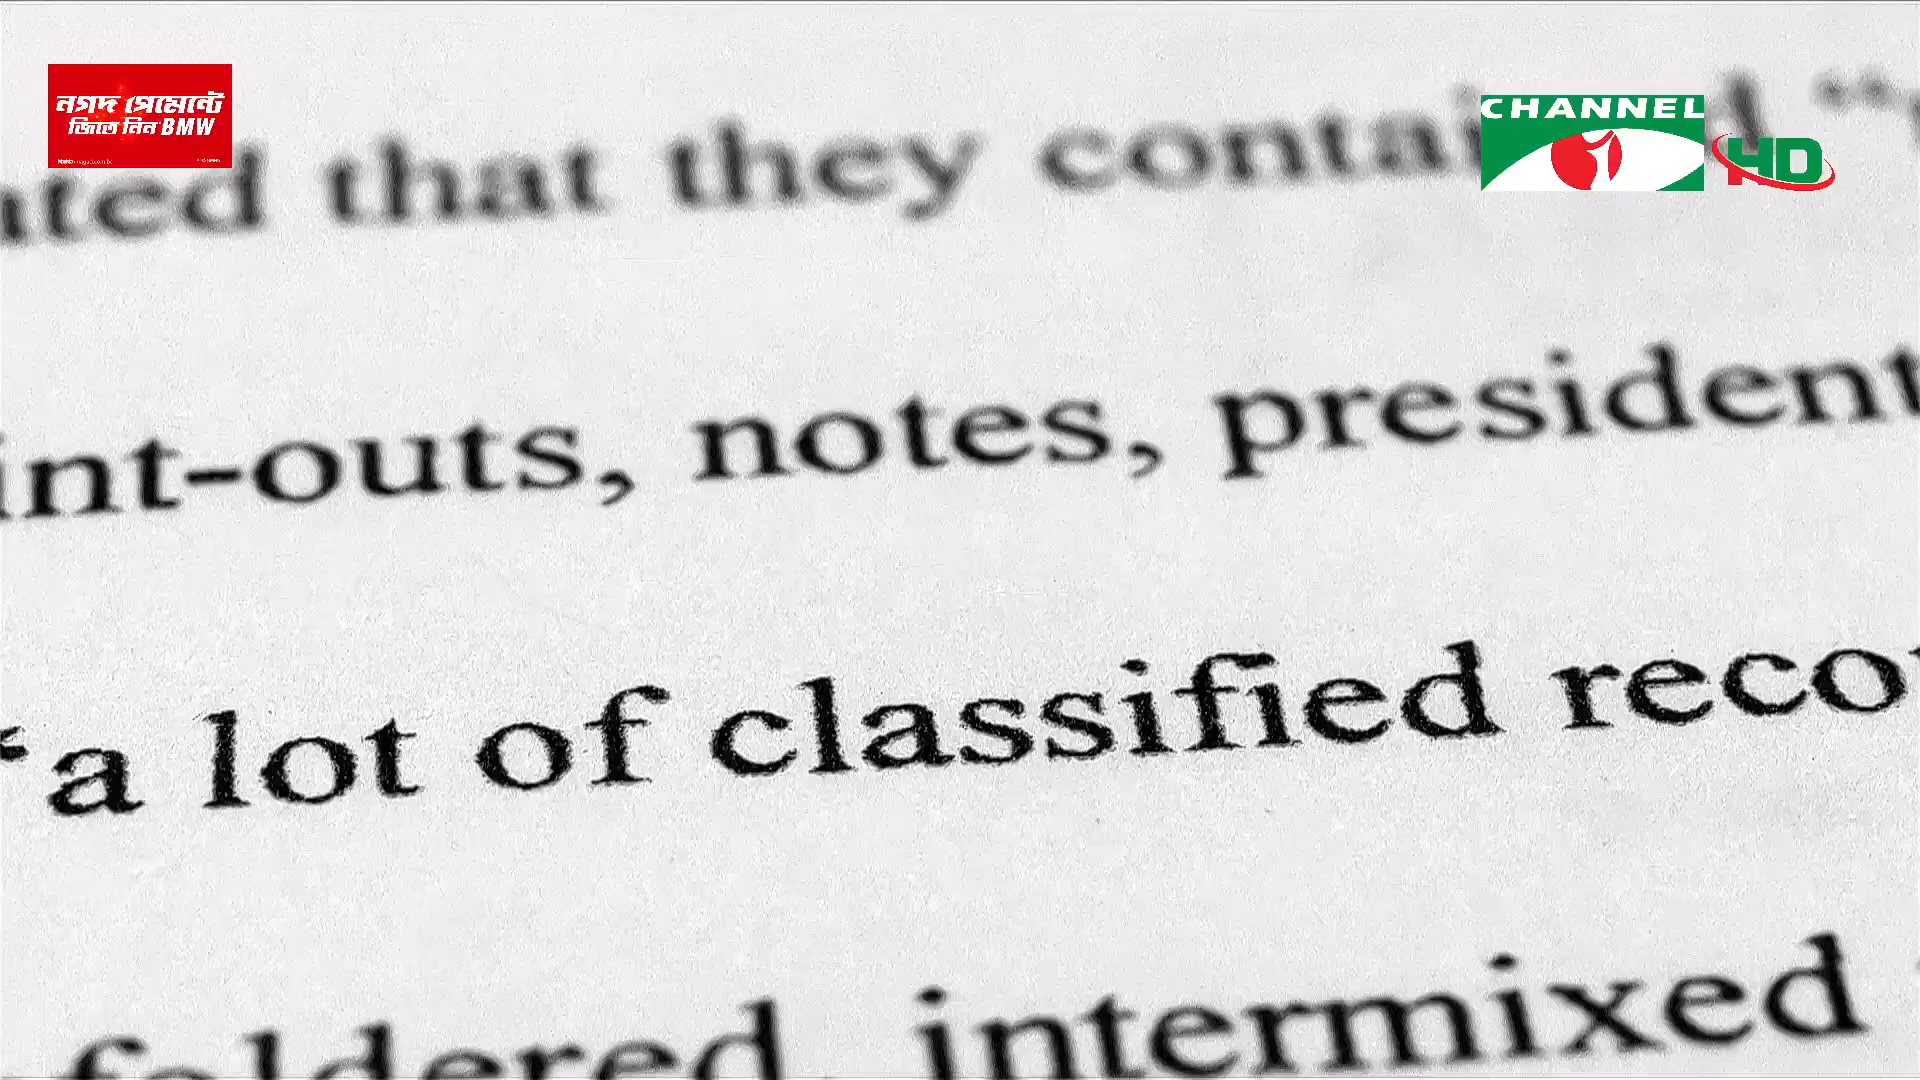 নগদ পেমেন্টে
জিতে নিন BMW
CHANNEL
HD
ated that they contai
int-outs, notes, president
“a lot of classified reco
foldered, intermixed